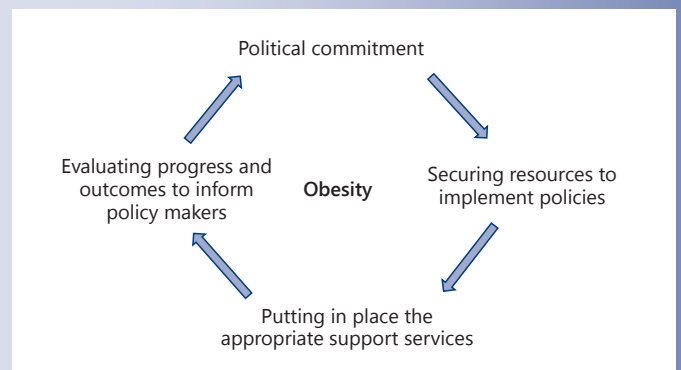 Political commitment
Evaluating progress and
outcomes to inform
policy makers
Obesity
Securing resources to
implement policies
Putting in place the
appropriate support services